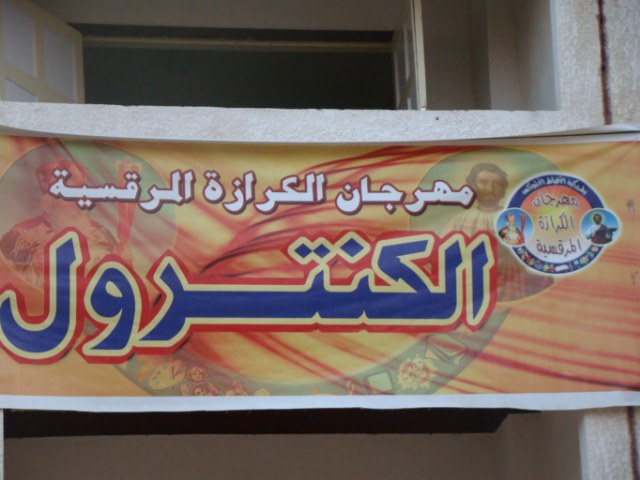 مهرجان الكرازة المرقسية
الكنترول
مهرجان
الكرازة
المرقسية